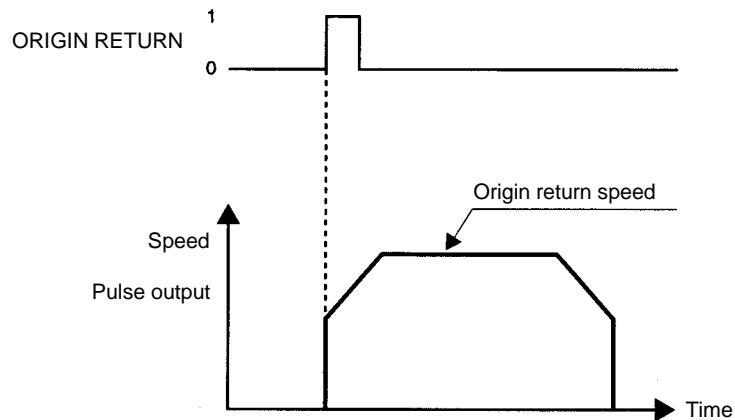 1
ORIGIN RETURN
0
Origin return speed
Speed
Pulse output
Time